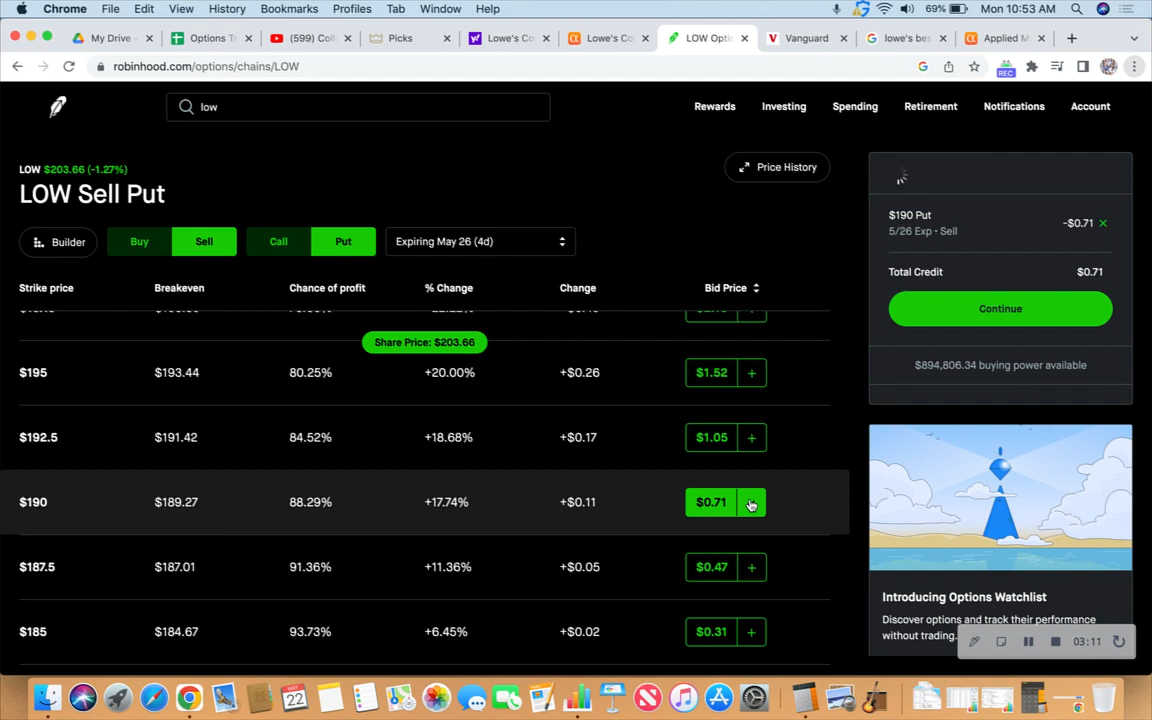 Chrome File Edit View History Bookmarks Profiles Tab Window Help 69% Mon 10:53 AM
My Drive - Options Tr (599) Coll Picks Lowe's Co Lowe's Co LOW Optio Vanguard lowe's bes Applied M
robinhood.com/options/chains/LOW
REC
low
Rewards Investing Spending Retirement Notifications Account
LOW $203.66 (-1.27%)
LOW Sell Put
Price History
Builder Buy Sell Call Put Expiring May 26 (4d)
Strike price Breakeven Chance of profit % Change Change Bid Price
Share Price: $203.66
$195 $193.44 80.25% +20.00% +$0.26 $1.52 +
$192.5 $191.42 84.52% +18.68% +$0.17 $1.05 +
$190 $189.27 88.29% +17.74% +$0.11 $0.71
$187.5 $187.01 91.36% +11.36% +$0.05 $0.47 +
$185 $184.67 93.73% +6.45% +$0.02 $0.31 +
$190 Put
5/26 Exp • Sell
-$0.71 ×
Total Credit $0.71
Continue
$894,806.34 buying power available
Introducing Options Watchlist
Discover options and track their performance
without trading.
03:11
MAY
22